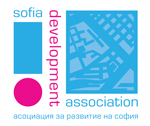 sofia
development
association
асоциация за развитие на софия